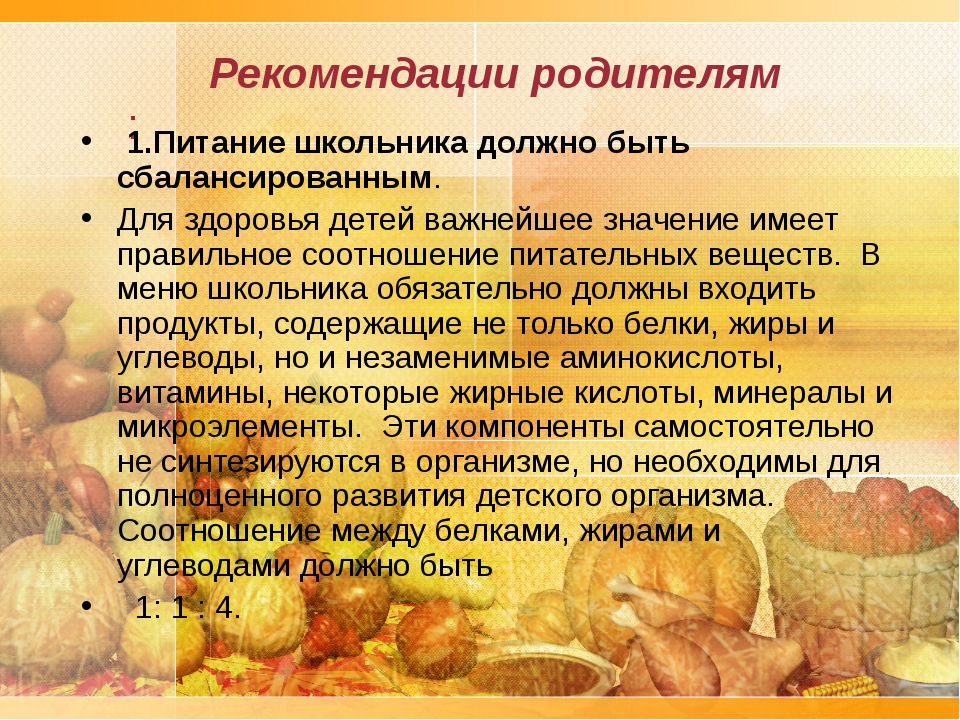 Рекомендации родителям
:
• 1.Питание школьника должно быть
сбалансированным.
• Для здоровья детей важнейшее значение имеет
правильное соотношение питательных веществ.  В
меню школьника обязательно должны входить
продукты, содержащие не только белки, жиры и
углеводы, но и незаменимые аминокислоты,
витамины, некоторые жирные кислоты, минералы и
микроэлементы.  Эти компоненты самостоятельно
не синтезируются в организме, но необходимы для
полноценного развития детского организма.
Соотношение между белками, жирами и
углеводами должно быть
•  1: 1 : 4.